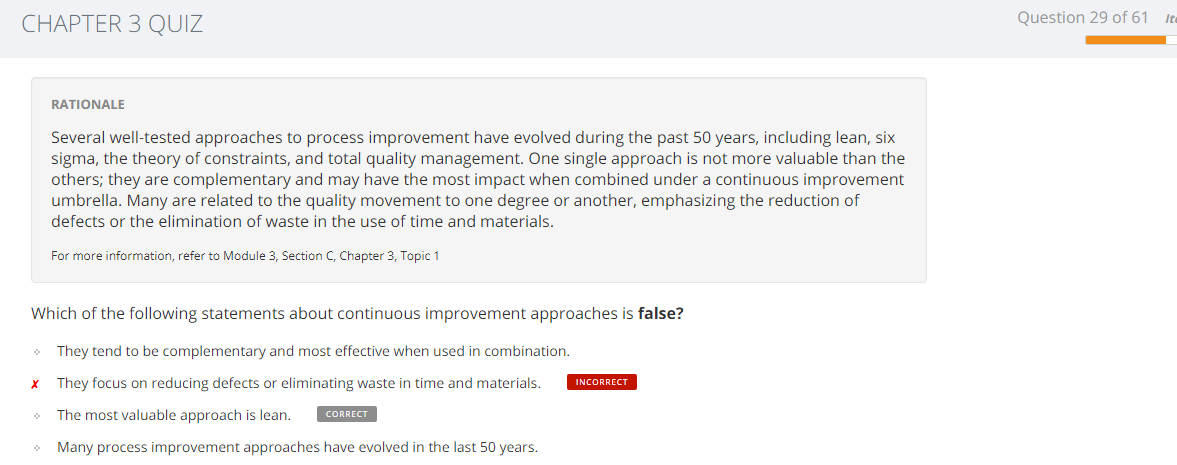 CHAPTER 3 QUIZ
Question 29 of 61
RATIONALE
Several well-tested approaches to process improvement have evolved during the past 50 years, including lean, six
sigma, the theory of constraints, and total quality management. One single approach is not more valuable than the
others; they are complementary and may have the most impact when combined under a continuous improvement
umbrella. Many are related to the quality movement to one degree or another, emphasizing the reduction of
defects or the elimination of waste in the use of time and materials.
For more information, refer to Module 3, Section C, Chapter 3, Topic 1
Which of the following statements about continuous improvement approaches is false?
They tend to be complementary and most effective when used in combination.
✗ They focus on reducing defects or eliminating waste in time and materials. INCORRECT
The most valuable approach is lean. CORRECT
Many process improvement approaches have evolved in the last 50 years.